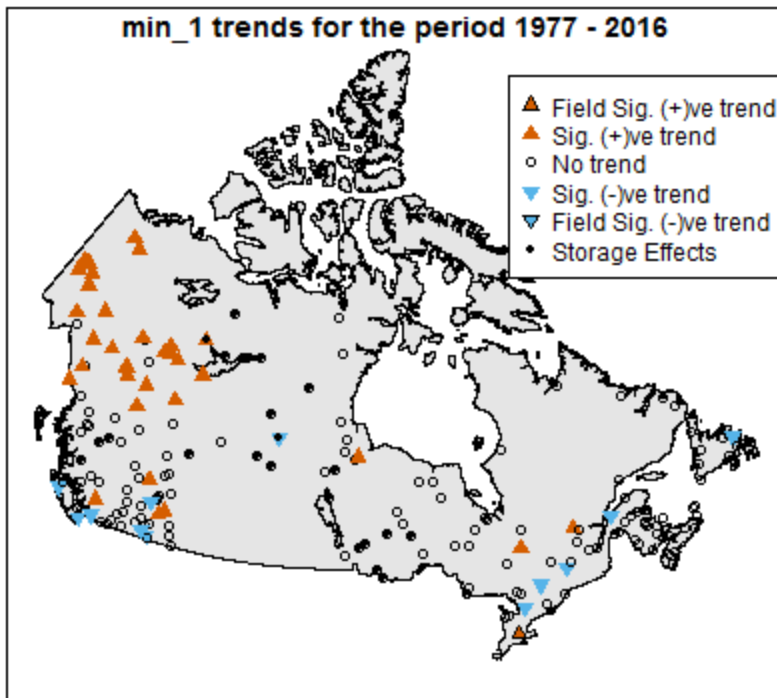 min_1 trends for the period 1977 - 2016
Field Sig. (+)ve trend
Sig. (+)ve trend
No trend
Sig. (-)ve trend
Field Sig. (-)ve trend
Storage Effects